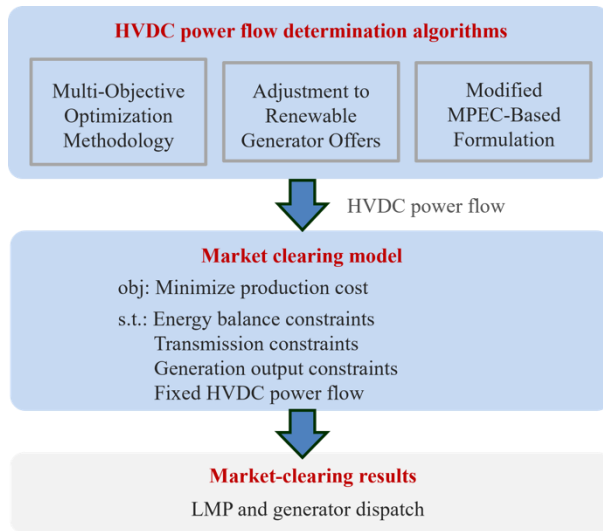 HVDC power flow determination algorithms
Multi-Objective
Optimization
Methodology
Adjustment to
Renewable
Generator Offers
Modified
MPEC-Based
Formulation
HVDC power flow
Market clearing model
obj: Minimize production cost
s.t.: Energy balance constraints
Transmission constraints
Generation output constraints
Fixed HVDC power flow
Market-clearing results
LMP and generator dispatch